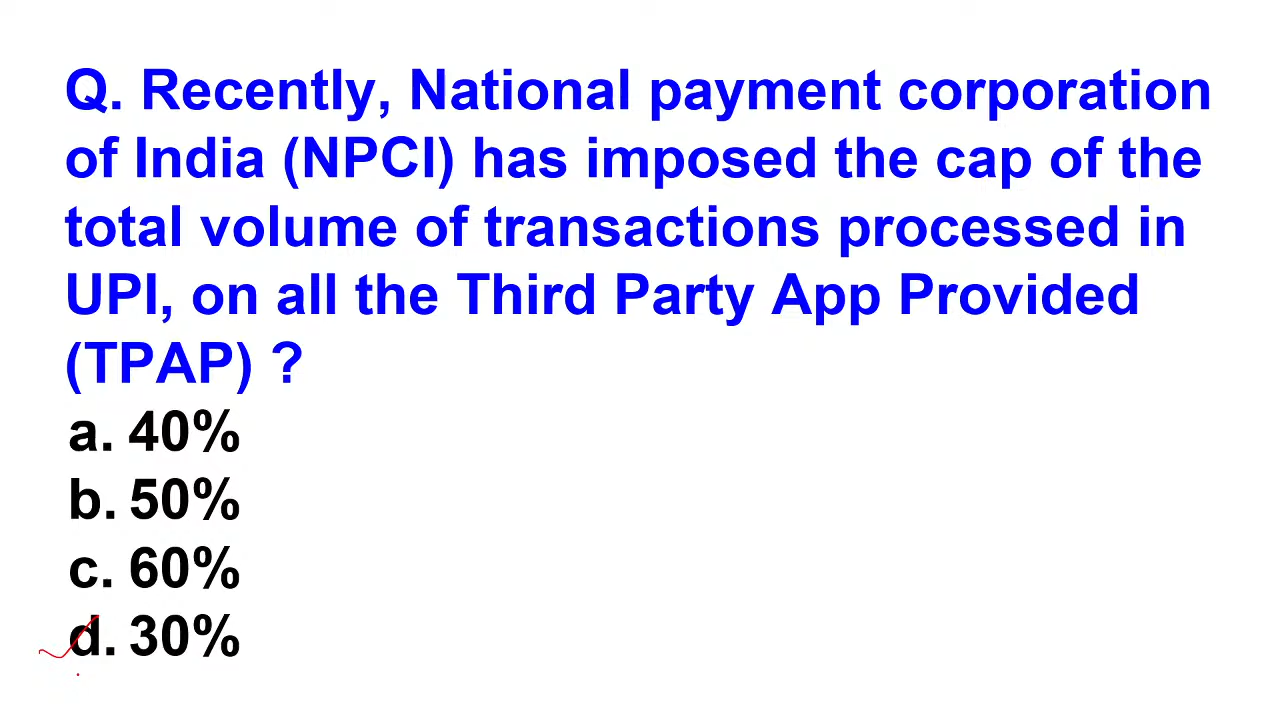 Q. Recently, National payment corporation
of India (NPCI) has imposed the cap of the
total volume of transactions processed in
UPI, on all the Third Party App Provided
(TPAP) ?
a. 40%
b. 50%
c. 60%
d. 30%